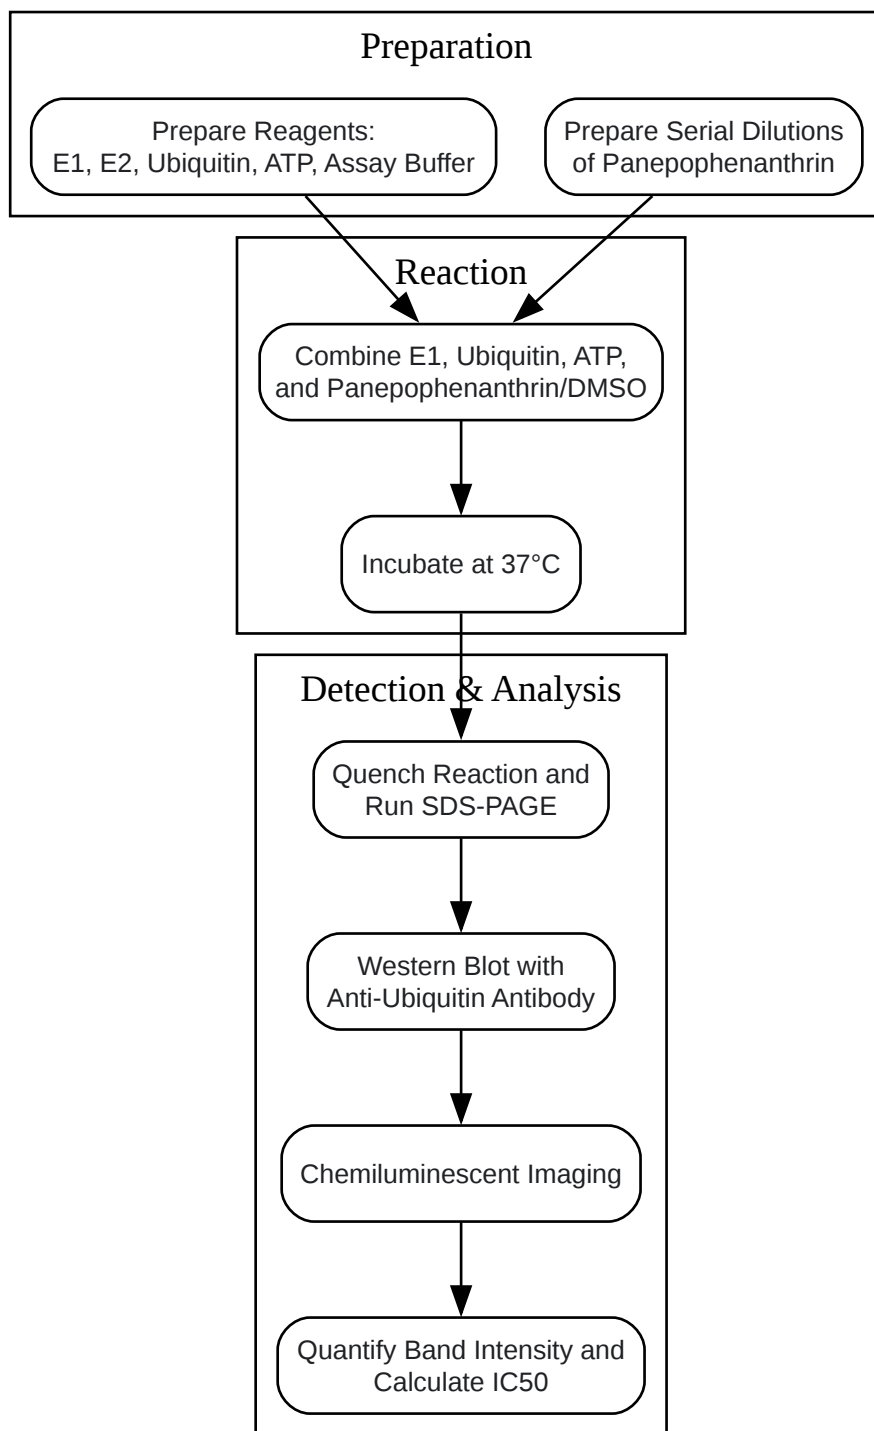 Preparation
Prepare Reagents:
E1, E2, Ubiquitin, ATP, Assay Buffer
Prepare Serial Dilutions
of Panepophenanthrin
Reaction
Combine E1, Ubiquitin, ATP,
and Panepophenanthrin/DMSO
Incubate at 37°C
Detection & Analysis
Quench Reaction and
Run SDS-PAGE
Western Blot with
Anti-Ubiquitin Antibody
Chemiluminescent Imaging
Quantify Band Intensity and
Calculate IC50